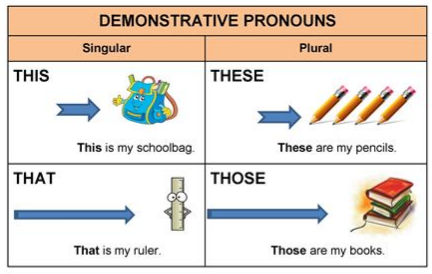 DEMONSTRATIVE PRONOUNS
Singular
Plural
THIS
This is my schoolbag.
THESE
These are my pencils.
THAT
That is my ruler.
THOSE
Those are my books.